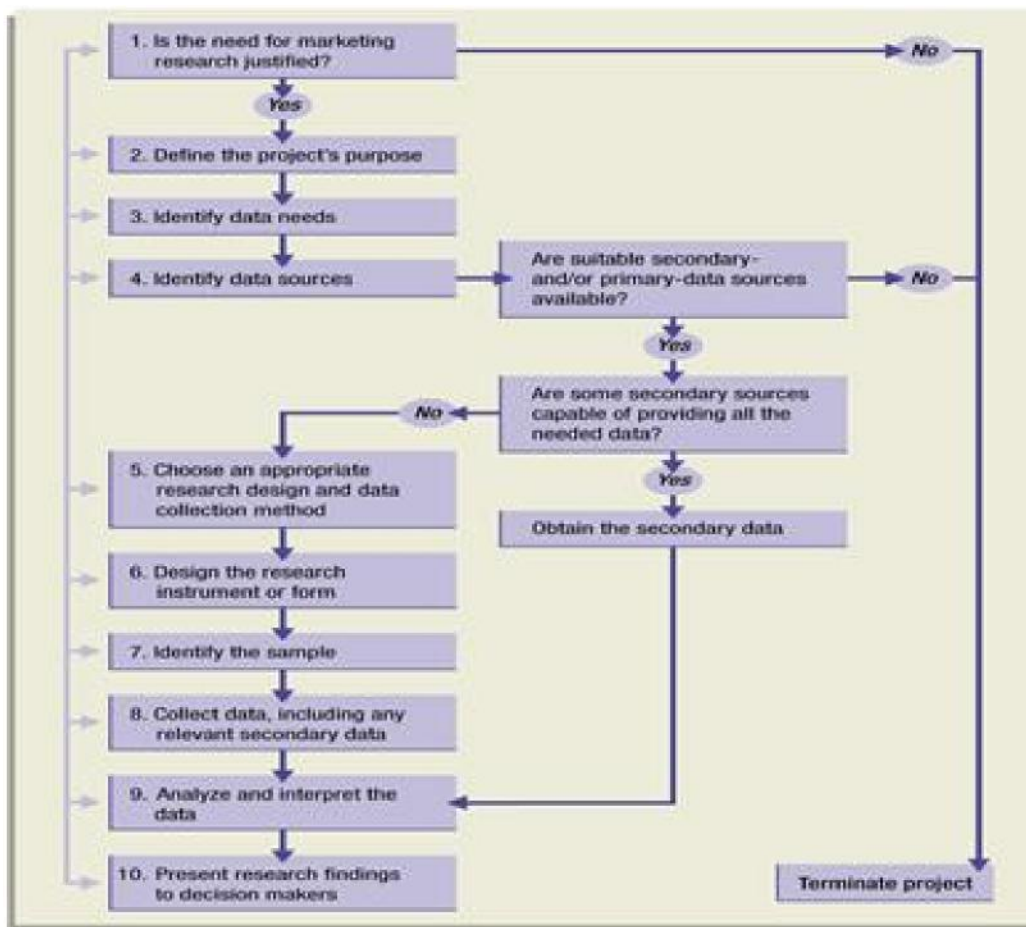 1. Is the need for marketing
research justified?
No
Yes
2. Define the project's purpose
3. Identify data needs
4. Identify data sources
Are suitable secondary-
and/or primary-data sources
available?
No
Yes
Are some secondary sources
capable of providing all the
needed data?
No
Yes
Obtain the secondary data
5. Choose an appropriate
research design and data
collection method
6. Design the research
instrument or form
7. Identify the sample
8. Collect data, including any
relevant secondary data
9. Analyze and interpret the
data
10. Present research findings
to decision makers
Terminate project